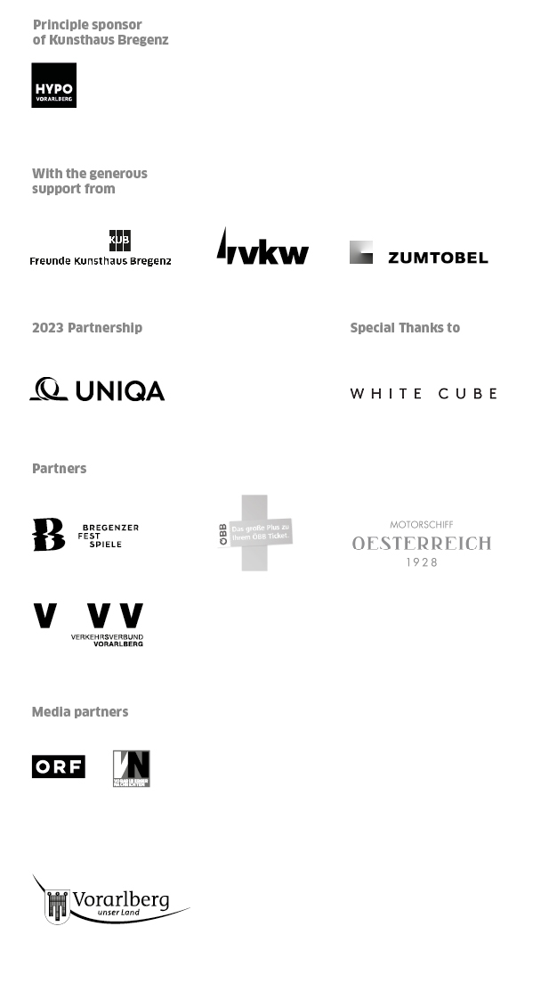 Principle sponsor
of Kunsthaus Bregenz
HYPO
VORARLBERG
With the generous
support from
KUB
Freunde Kunsthaus Bregenz
vkw
ZUMTOBEL
2023 Partnership
Special Thanks to
UNIQA
WHITE CUBE
Partners
B
BREGENZER
FEST
SPIELE
ÖBB
Das große Plus zu
Ihrem ÖBB Ticket.
MOTORSCHIFF
OESTERREICH
1928
V VV
VERKEHRSVERBUND
VORARLBERG
Media partners
ORF
VN
VORARLBERGER
NACHRICHTEN
Vorarlberg
unser Land